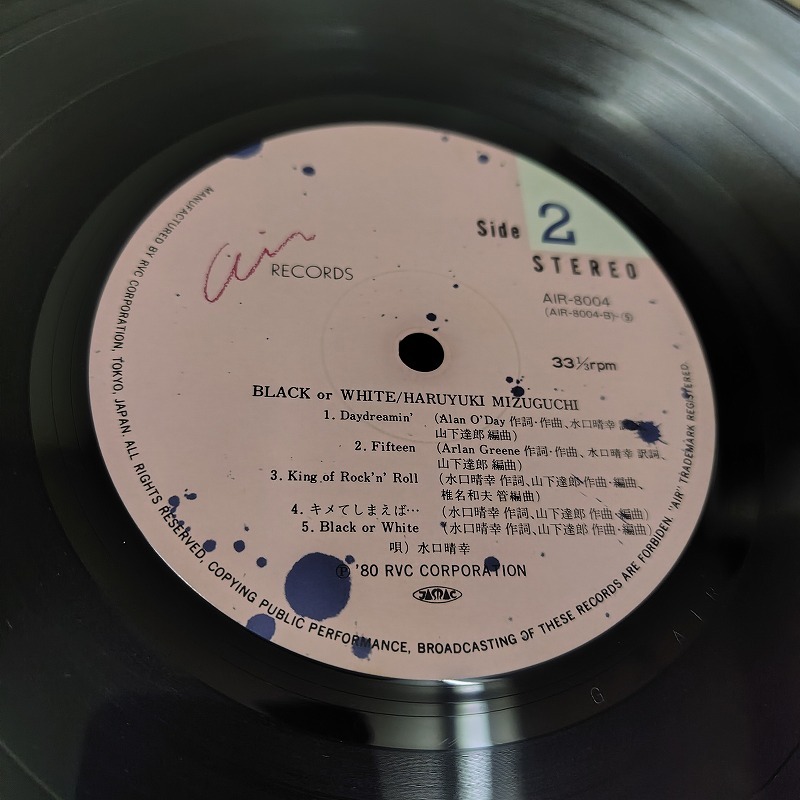 Side 2
STEREO
air RECORDS
AIR-8004
(AIR-8004-B)-Ⓢ
33⅓rpm
BLACK or WHITE/HARUYUKI MIZUGUCHI
1. Daydreamin' (Alan O'Day 作詞・作曲、水口晴幸
山下達郎 編曲)
2. Fifteen (Arlan Greene 作詞・作曲、水口晴幸 訳詞、
山下達郎 編曲)
3. King of Rock'n' Roll (水口晴幸 作詞、山下達郎 作曲・編曲、
椎名和夫 管編曲)
4. キメてしまえば… (水口晴幸 作詞、山下達郎 作曲・編曲)
5. Black or White (水口晴幸 作詞、山下達郎 作曲・編曲)
唄) 水口晴幸
Ⓟ '80 RVC CORPORATION
JASRAC
MANUFACTURED BY RVC CORPORATION, TOKYO, JAPAN. ALL RIGHTS RESERVED, COPYING PUBLIC PERFORMANCE, BROADCASTING OF THESE RECORDS ARE FORBIDDEN. "AIR" TRADEMARK REGISTERED.
G AIR